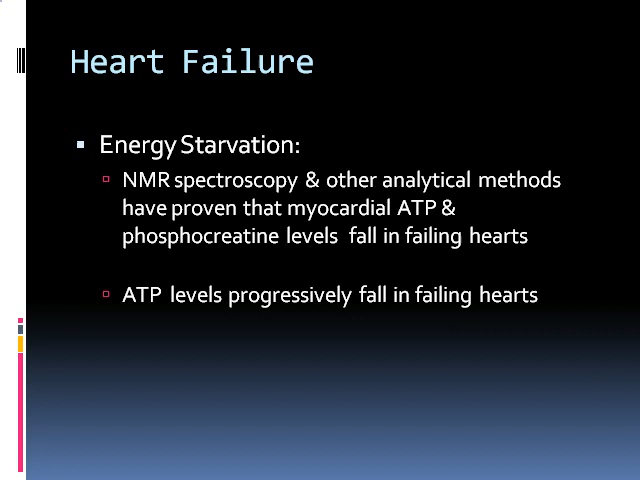 Heart Failure
Energy Starvation:
NMR spectroscopy & other analytical methods
have proven that myocardial ATP &
phosphocreatine levels fall in failing hearts
ATP levels progressively fall in failing hearts